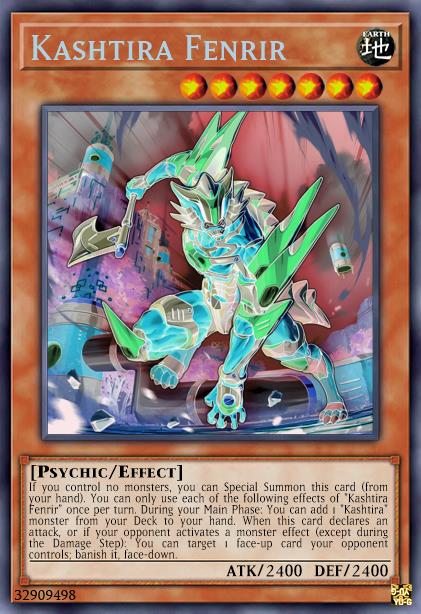 KASHTIRA FENRIR
EARTH
地
[PSYCHIC/EFFECT]
If you control no monsters, you can Special Summon this card (from
your hand). You can only use each of the following effects of "Kashtira
Fenrir" once per turn. During your Main Phase: You can add 1 "Kashtira"
monster from your Deck to your hand. When this card declares an
attack, or if your opponent activates a monster effect (except during
the Damage Step): You can target 1 face-up card your opponent
controls; banish it, face-down.
ATK/2400 DEF/2400
32909498